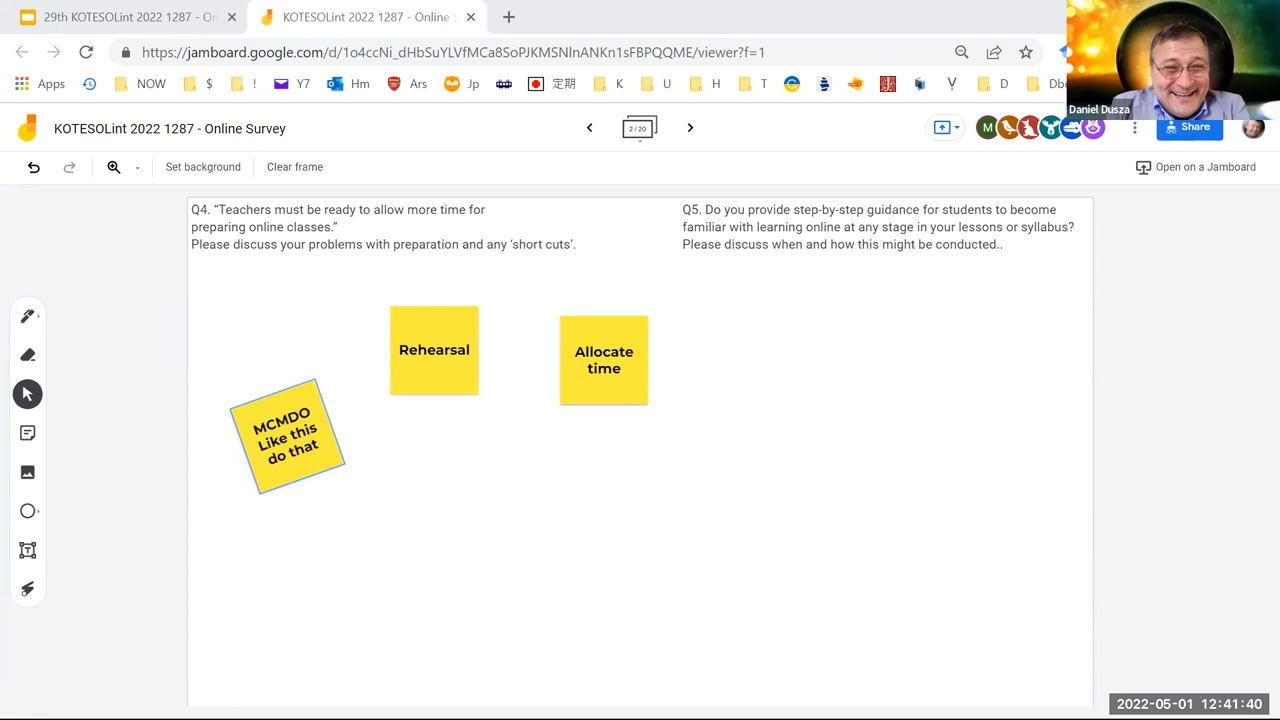 29th KOTESOLint 2022 1287 - On
KOTESOLint 2022 1287 - Online S
https://jamboard.google.com/d/1o4ccNi_dHbSuYLVfMCa8SoPJKMSNlnANKn1sFBPQQME/viewer?f=1
Apps NOW $ ! Y7 Hm Ars Jp 定期 K U H T V D Dbo
Daniel Dusza
KOTESOLint 2022 1287 - Online Survey
2 / 20
M
Share
Set background
Clear frame
Open on a Jamboard
Q4. “Teachers must be ready to allow more time for
preparing online classes.”
Please discuss your problems with preparation and any ‘short cuts’.
Q5. Do you provide step-by-step guidance for students to become
familiar with learning online at any stage in your lessons or syllabus?
Please discuss when and how this might be conducted..
Rehearsal
Allocate
time
MCMDO
Like this
do that
2022-05-01 12:41:40